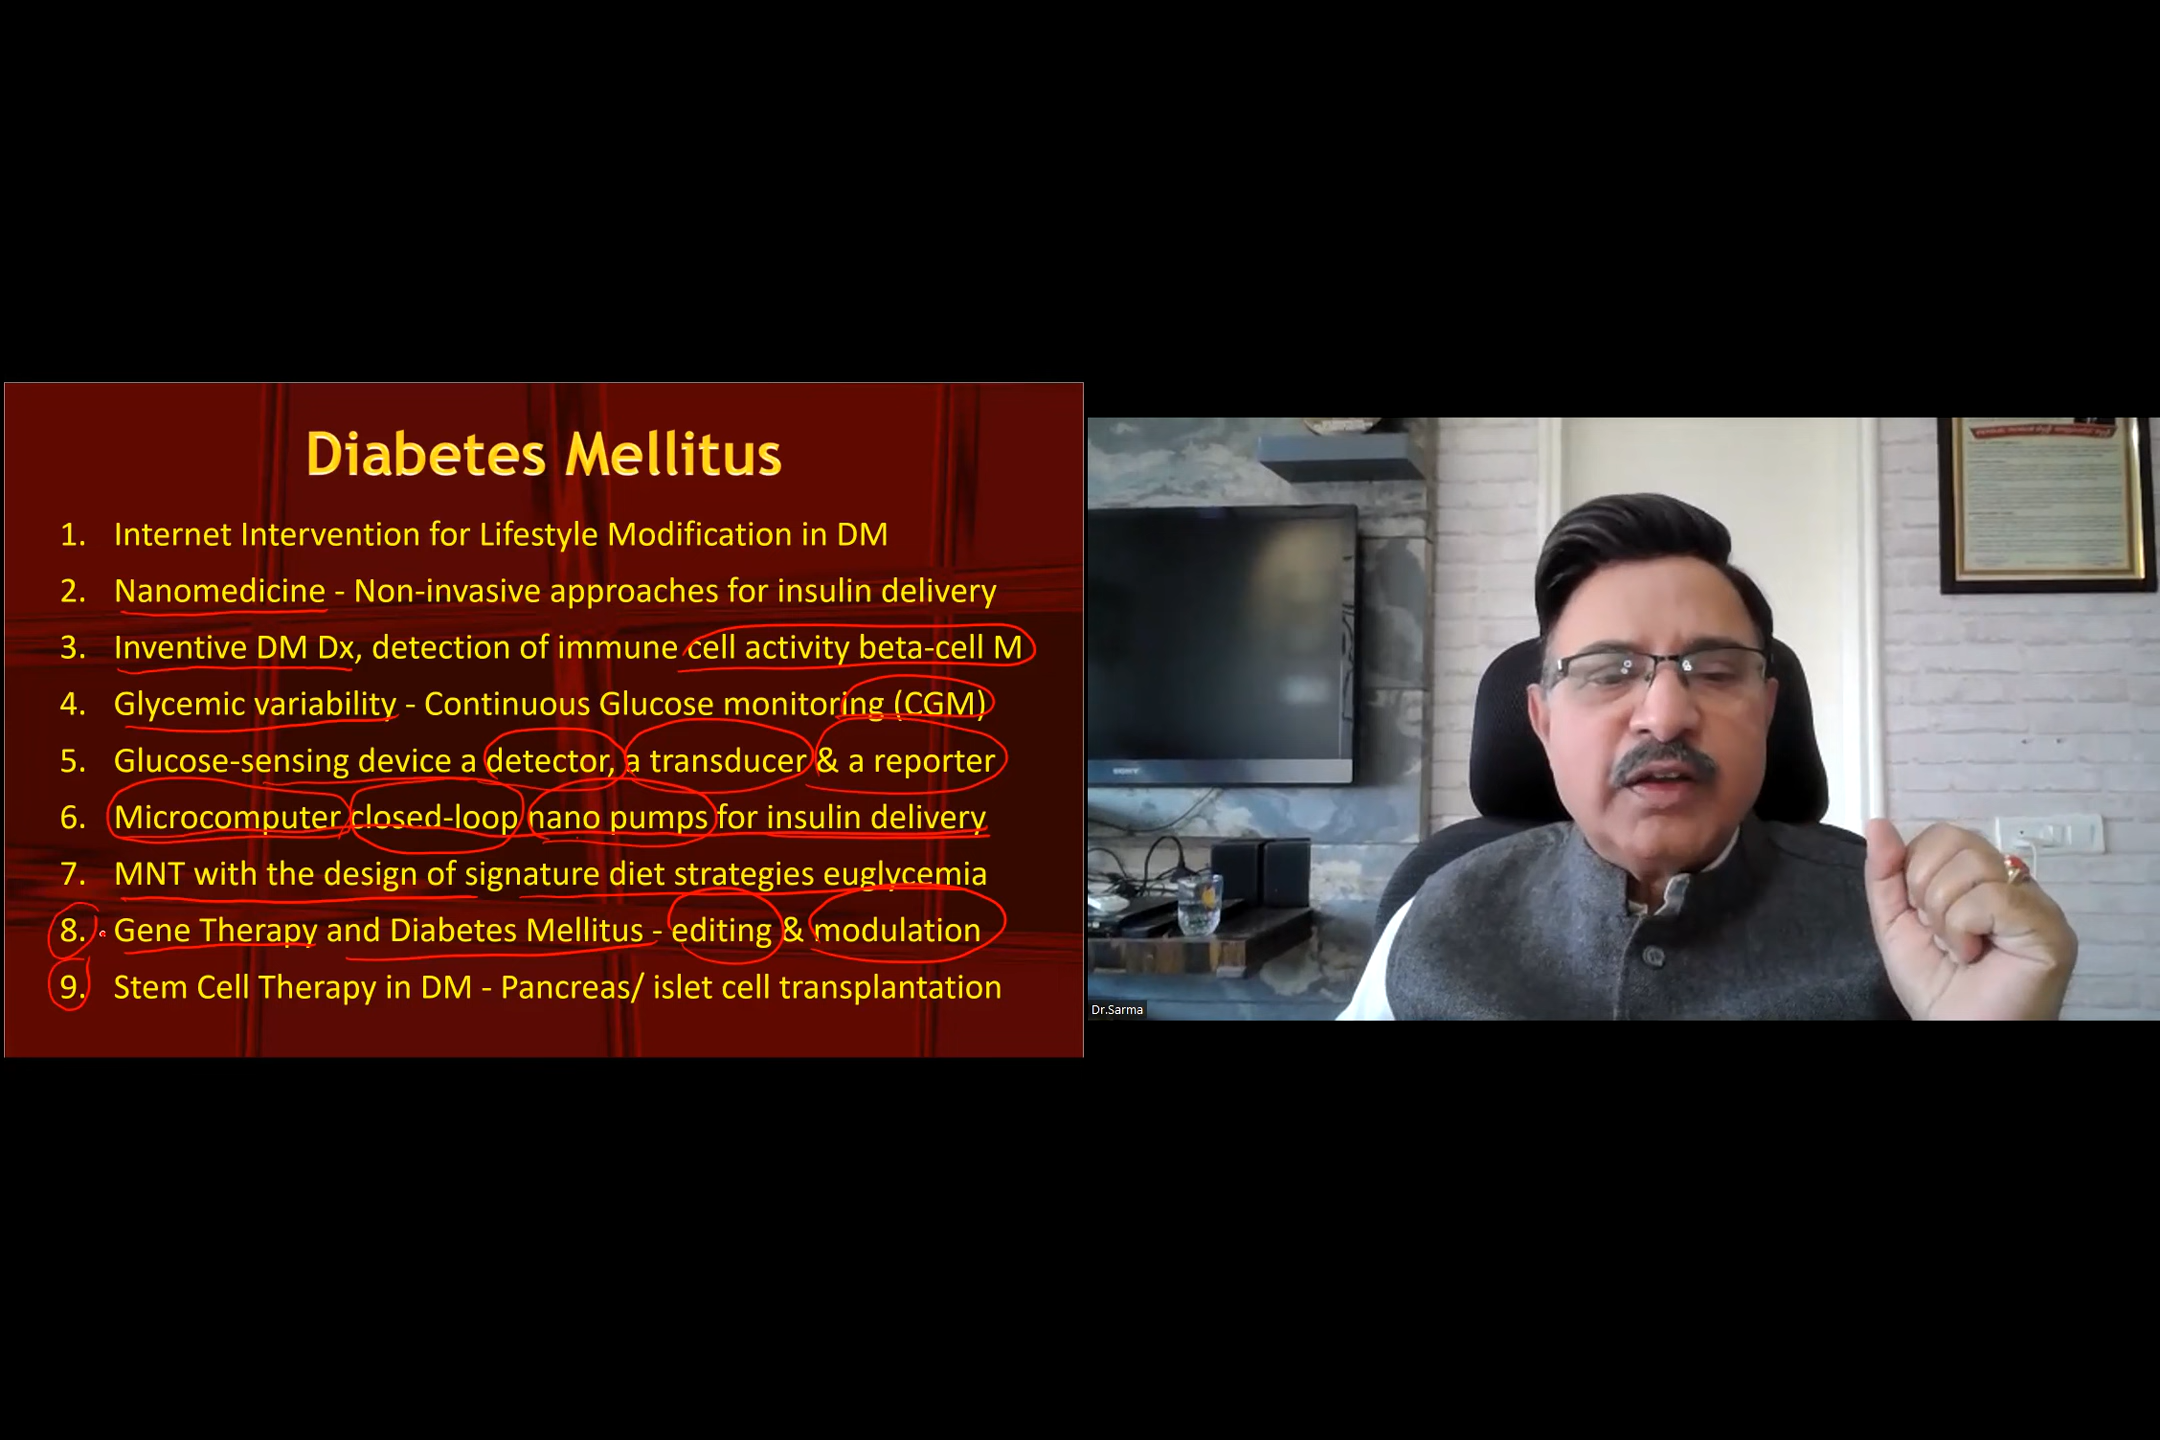 Diabetes Mellitus
1. Internet Intervention for Lifestyle Modification in DM
2. Nanomedicine - Non-invasive approaches for insulin delivery
3. Inventive DM Dx, detection of immune cell activity beta-cell M
4. Glycemic variability - Continuous Glucose monitoring (CGM)
5. Glucose-sensing device a detector, a transducer & a reporter
6. Microcomputer closed-loop nano pumps for insulin delivery
7. MNT with the design of signature diet strategies euglycemia
8. Gene Therapy and Diabetes Mellitus - editing & modulation
9. Stem Cell Therapy in DM - Pancreas/ islet cell transplantation
SONY
Dr.Sarma